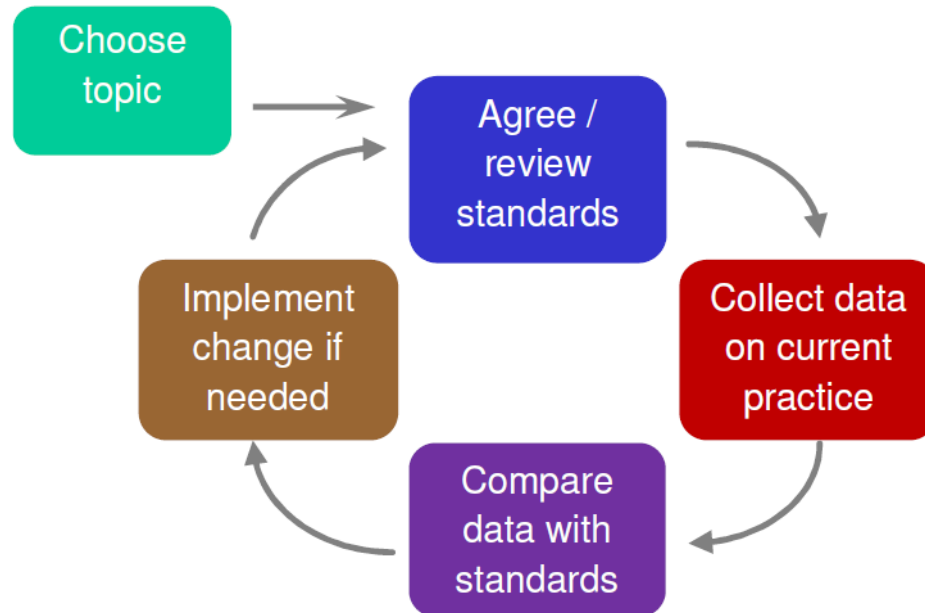 Choose
topic
Agree /
review
standards
Collect data
on current
practice
Compare
data with
standards
Implement
change if
needed